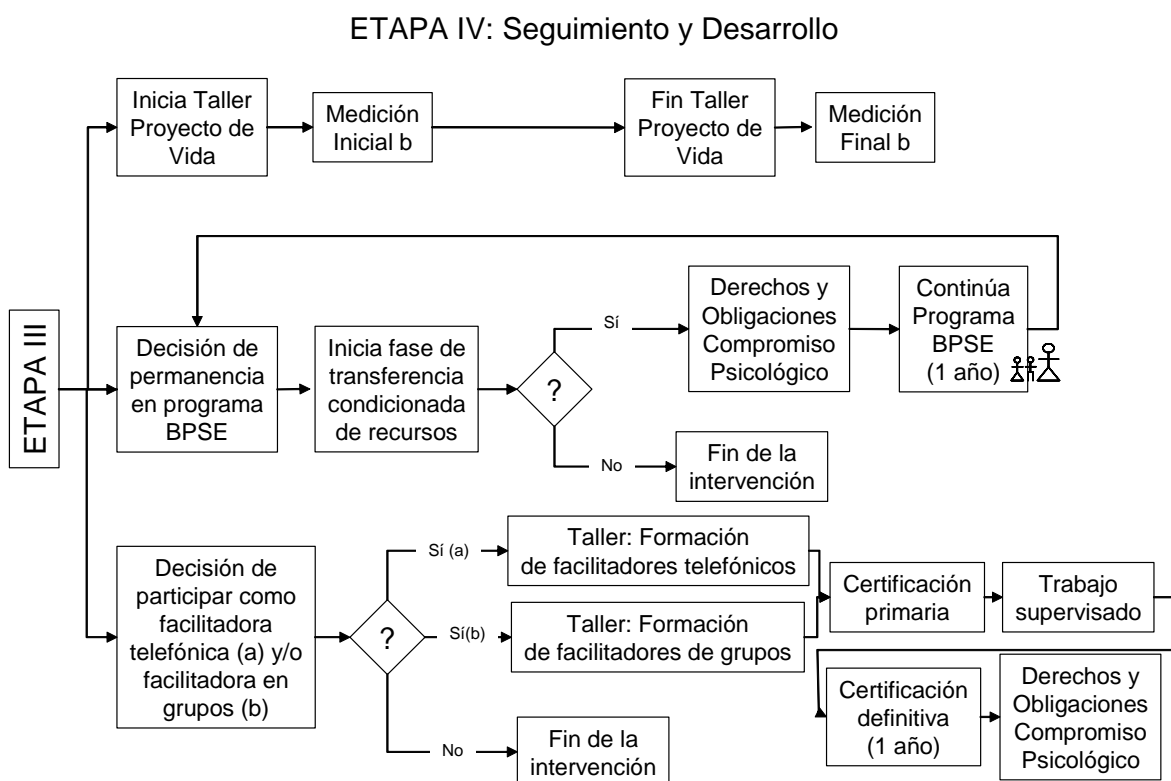 ETAPA IV: Seguimiento y Desarrollo
Inicia Taller
Proyecto de
Vida
Medición
Inicial b
Fin Taller
Proyecto de
Vida
Medición
Final b
ETAPA III
Decisión de
permanencia
en programa
BPSE
Inicia fase de
transferencia
condicionada
de recursos
?
Sí
Derechos y
Obligaciones
Compromiso
Psicológico
Continúa
Programa
BPSE
(1 año)
No
Fin de la
intervención
Decisión de
participar como
facilitadora
telefónica (a) y/o
facilitadora en
grupos (b)
?
Sí (a)
Taller: Formación
de facilitadores telefónicos
Sí(b)
Taller: Formación
de facilitadores de grupos
No
Fin de la
intervención
Certificación
primaria
Trabajo
supervisado
Certificación
definitiva
(1 año)
Derechos y
Obligaciones
Compromiso
Psicológico